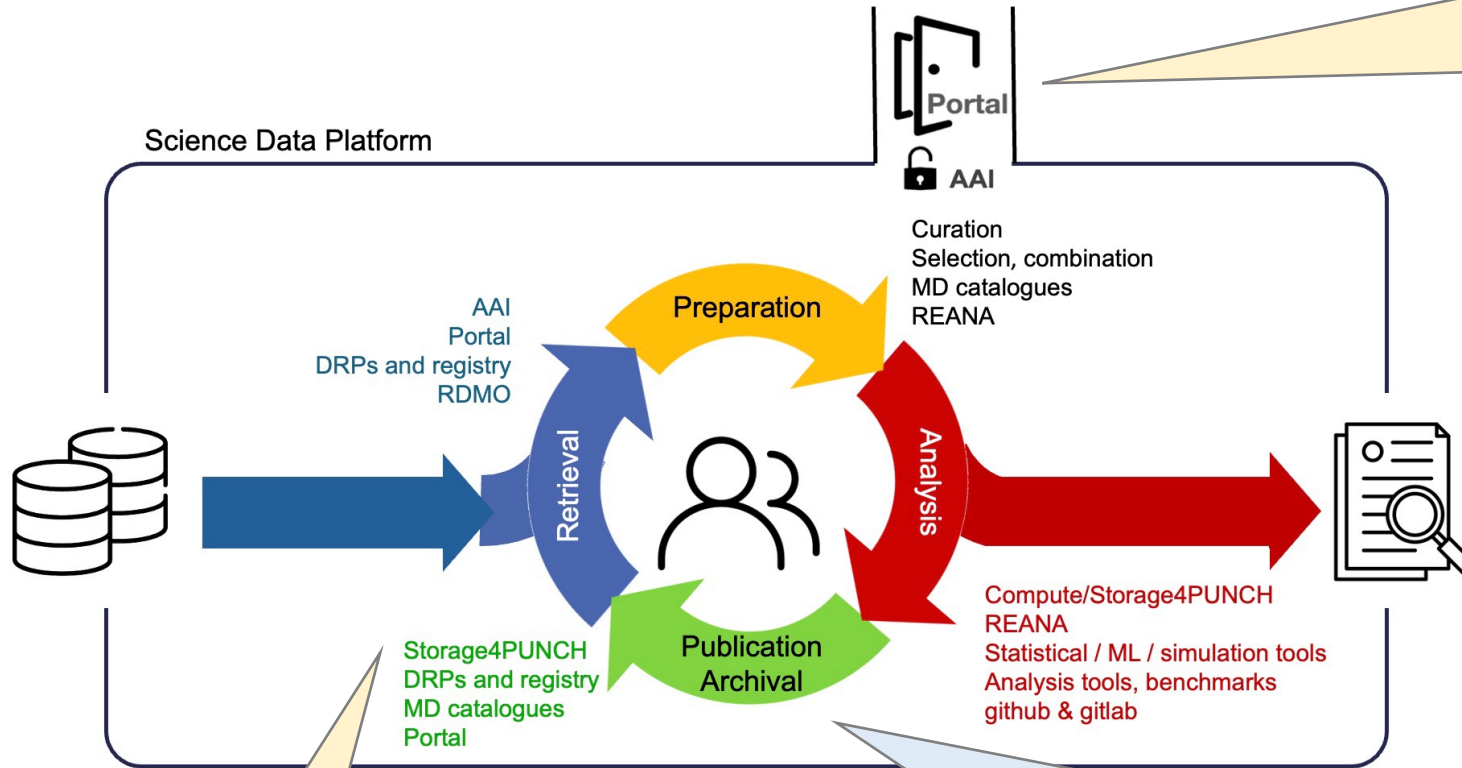 Portal
Science Data Platform
AAI
Curation
Selection, combination
MD catalogues
REANA
Preparation
AAI
Portal
DRPs and registry
RDMO
Retrieval
Analysis
Publication
Archival
Storage4PUNCH
DRPs and registry
MD catalogues
Portal
Compute/Storage4PUNCH
REANA
Statistical / ML / simulation tools
Analysis tools, benchmarks
github & gitlab